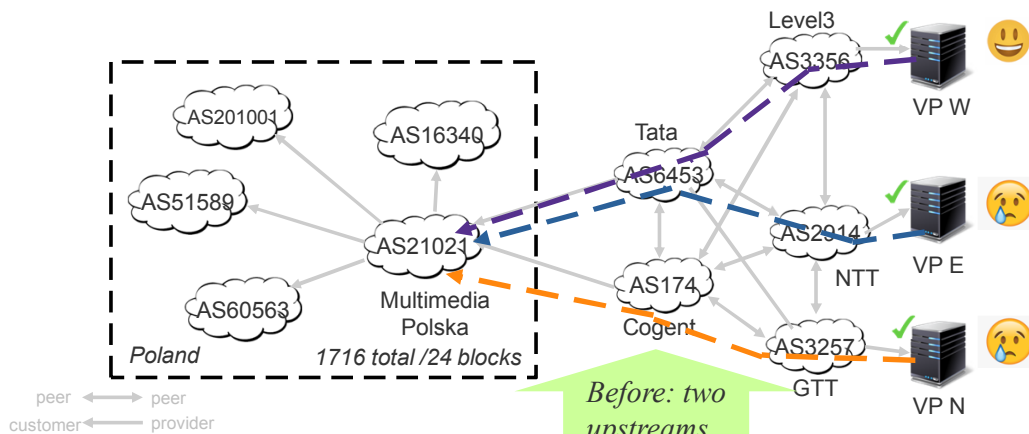 Level3
AS3356
VP W
AS201001
AS16340
Tata
AS6453
AS51589
AS2914
NTT
VP E
AS21021
Multimedia
Polska
AS174
Cogent
AS60563
AS3257
GTT
VP N
Poland
1716 total /24 blocks
peer
peer
customer
provider
Before: two
upstreams